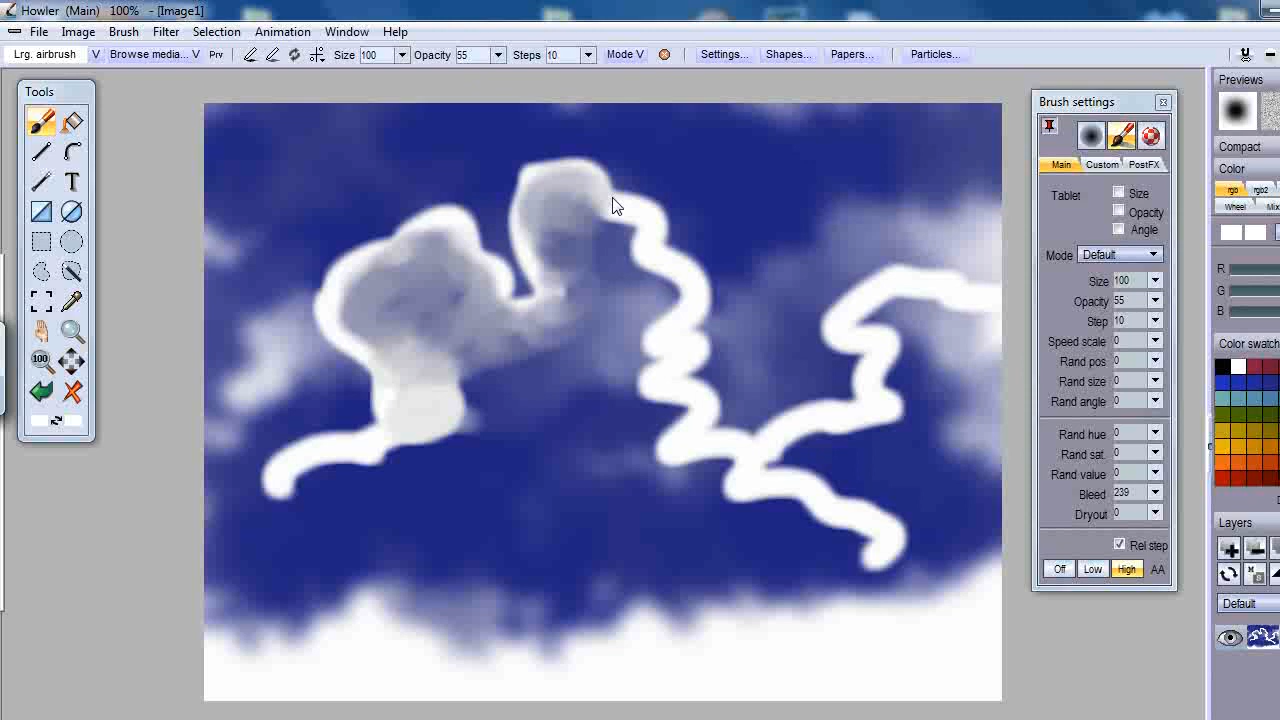 Howler (Main) 100% - [Image1]
File Image Brush Filter Selection Animation Window Help
Lrg. airbrush V Browse media... V Prv Size 100 Opacity 55 Steps 10 Mode V Settings... Shapes... Papers... Particles...
Tools
T
100
Brush settings
Main Custom PostFX
Tablet Size
Opacity
Angle
Mode Default
Size 100
Opacity 55
Step 10
Speed scale 0
Rand pos 0
Rand size 0
Rand angle 0
Rand hue 0
Rand sat. 0
Rand value 0
Bleed 239
Dryout 0
Rel step
Off Low High AA
Previews
Compact
Color
rgb rgb2
Wheel Mix
R
G
B
Color swatc
Layers
Default